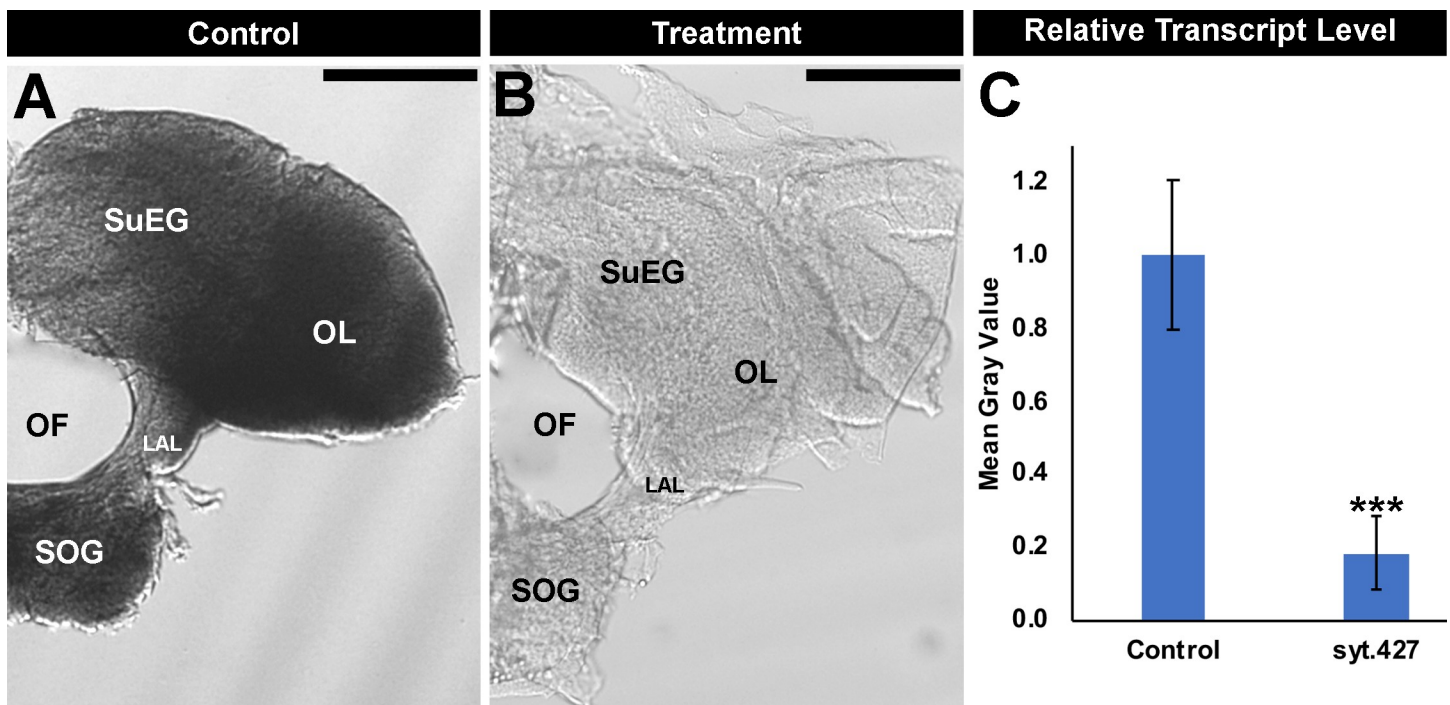 Control
Treatment
Relative Transcript Level
A
SuEG
OL
OF
LAL
SOG
B
SuEG
OL
OF
LAL
SOG
C
Mean Gray Value
1.2
1.0
0.8
0.6
0.4
0.2
0.0
***
Control
syt.427